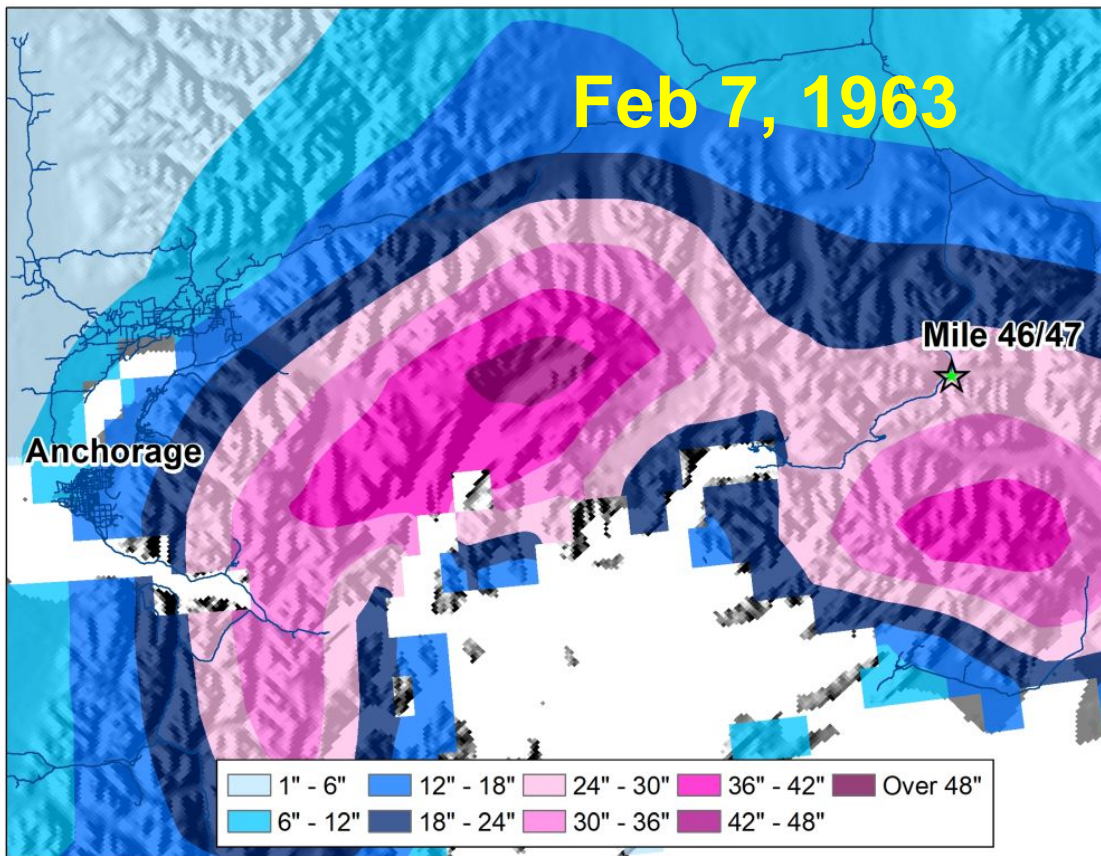 Feb 7, 1963
Mile 46/47
Anchorage
1" - 6" 12" - 18" 24" - 30" 36" - 42" Over 48"
6" - 12" 18" - 24" 30" - 36" 42" - 48"